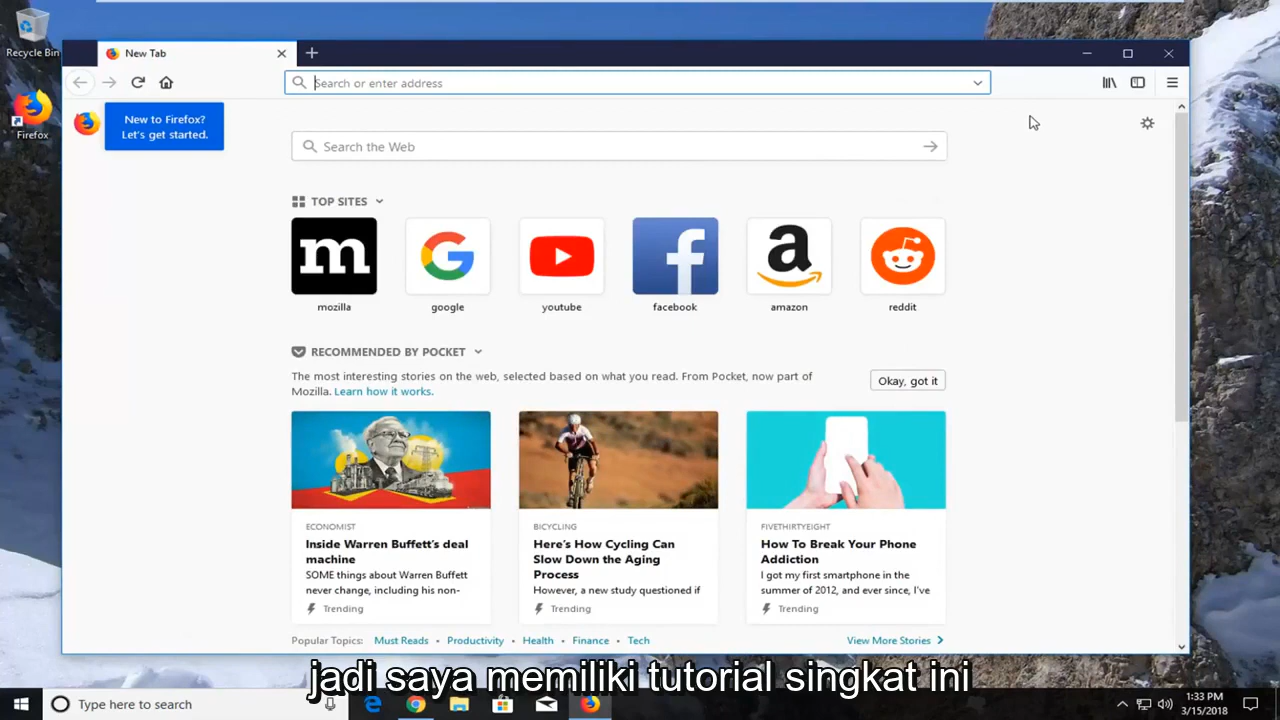 Recycle Bin
Firefox
New Tab
Search or enter address
New to Firefox?
Let's get started.
Search the Web
TOP SITES
m
G
f
a
mozilla
google
youtube
facebook
amazon
reddit
RECOMMENDED BY POCKET
The most interesting stories on the web, selected based on what you read. From Pocket, now part of
Mozilla. Learn how it works.
Okay, got it
ECONOMIST
Inside Warren Buffett's deal
machine
SOME things about Warren Buffett
never change, including his non-
Trending
BICYCLING
Here's How Cycling Can
Slow Down the Aging
Process
However, a new study questioned if
Trending
FIVETHIRTYEIGHT
How To Break Your Phone
Addiction
I got my first smartphone in the
summer of 2012, and ever since, I've
Trending
Popular Topics: Must Reads • Productivity • Health • Finance • Tech
View More Stories
jadi saya memiliki tutorial singkat ini
Type here to search
1:33 PM
3/15/2018